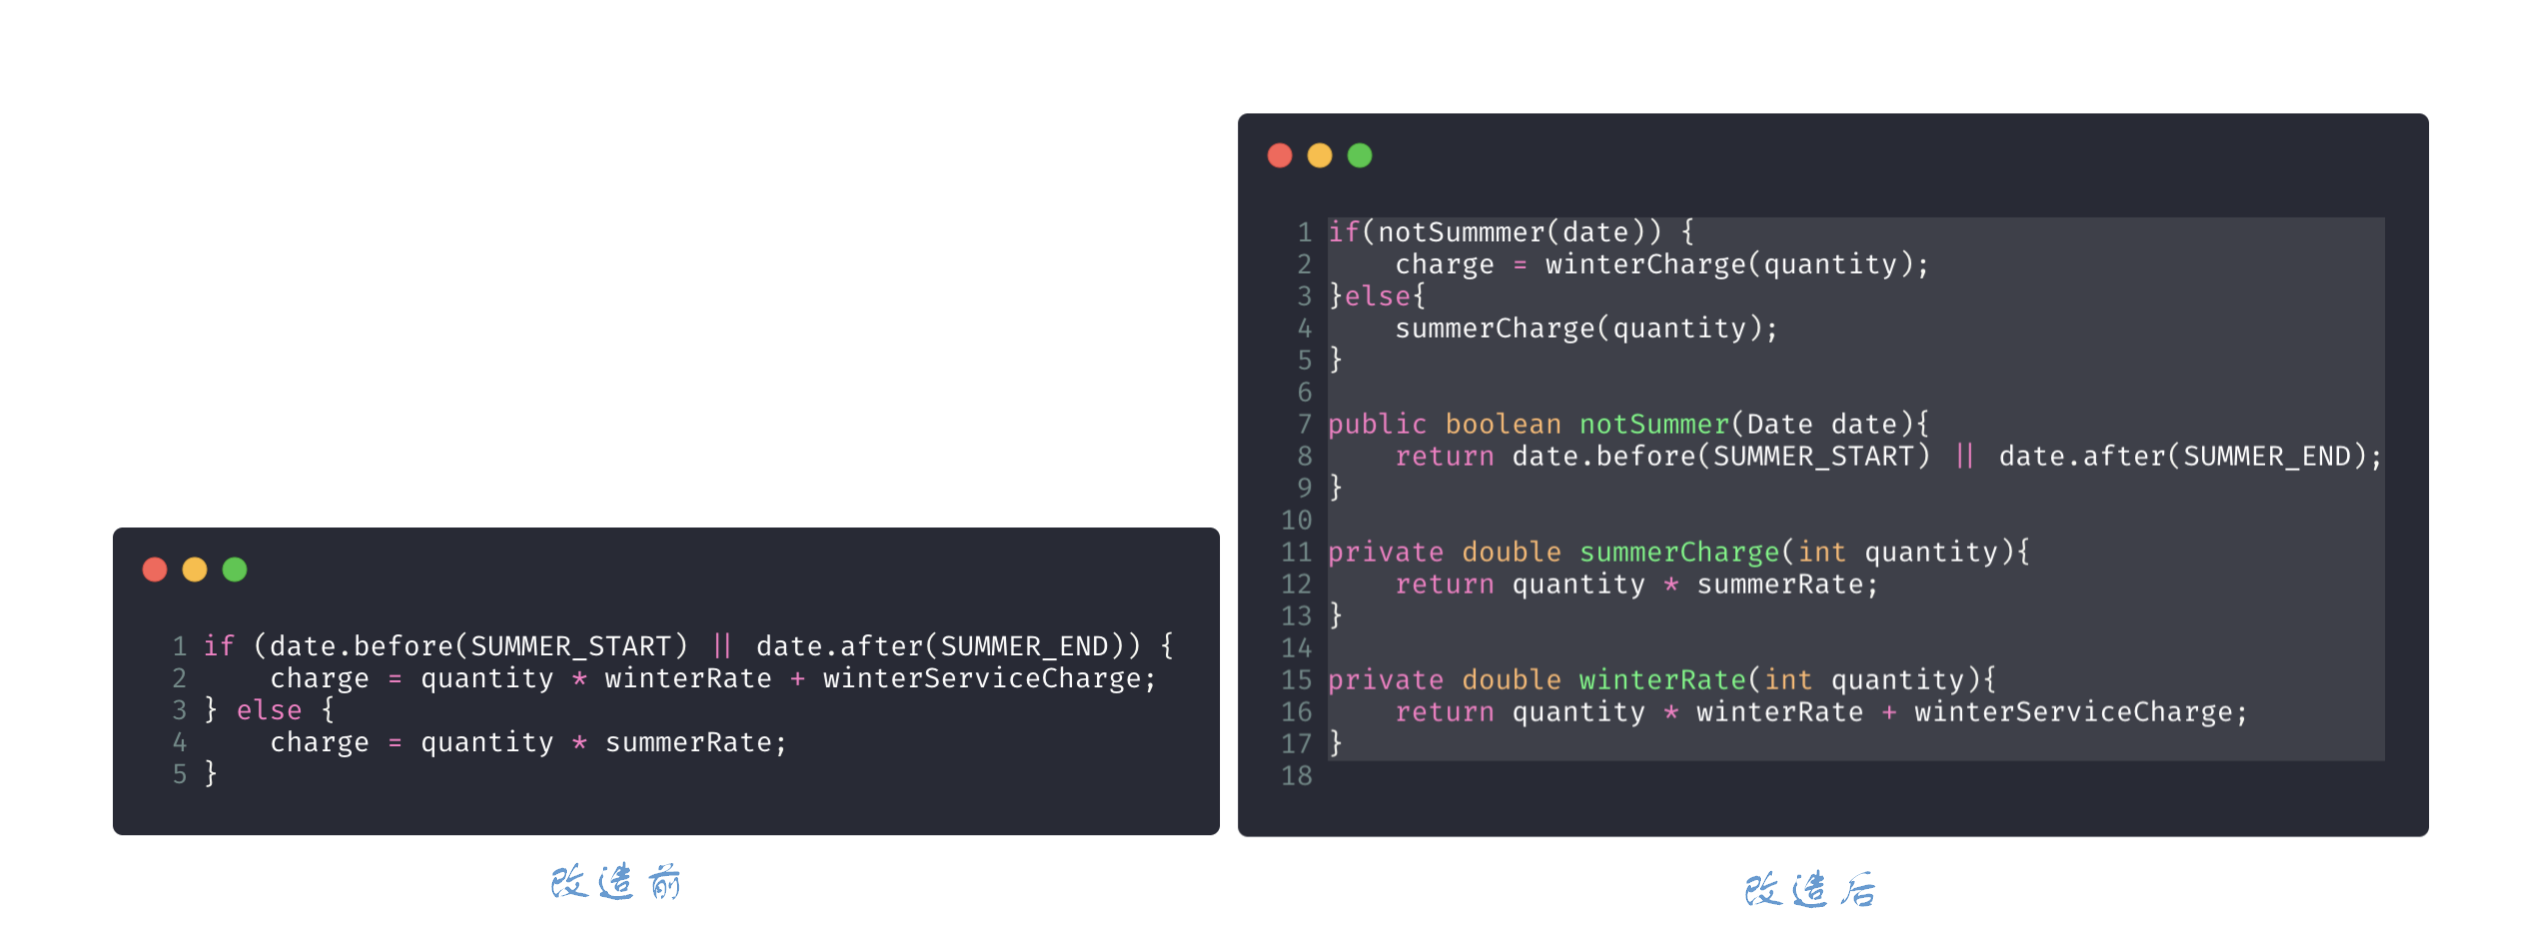 1 if (date.before(SUMMER_START) || date.after(SUMMER_END)) {
2     charge = quantity * winterRate + winterServiceCharge;
3 } else {
4     charge = quantity * summerRate;
5 }
改造前
1 if(notSummmer(date)) {
2     charge = winterCharge(quantity);
3 }else{
4     summerCharge(quantity);
5 }
6
7 public boolean notSummer(Date date){
8     return date.before(SUMMER_START) || date.after(SUMMER_END);
9 }
10
11 private double summerCharge(int quantity){
12     return quantity * summerRate;
13 }
14
15 private double winterRate(int quantity){
16     return quantity * winterRate + winterServiceCharge;
17 }
18
改造后